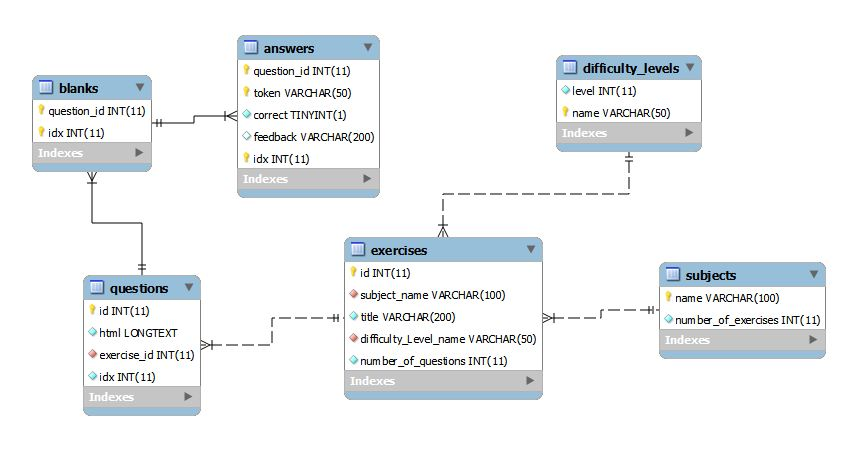 answers
question_id INT(11)
token VARCHAR(50)
correct TINYINT(1)
feedback VARCHAR(200)
idx INT(11)
Indexes
blanks
question_id INT(11)
idx INT(11)
Indexes
difficulty_levels
level INT(11)
name VARCHAR(50)
Indexes
exercises
id INT(11)
subject_name VARCHAR(100)
title VARCHAR(200)
difficulty_Level_name VARCHAR(50)
number_of_questions INT(11)
Indexes
subjects
name VARCHAR(100)
number_of_exercises INT(11)
Indexes
questions
id INT(11)
html LONGTEXT
exercise_id INT(11)
idx INT(11)
Indexes